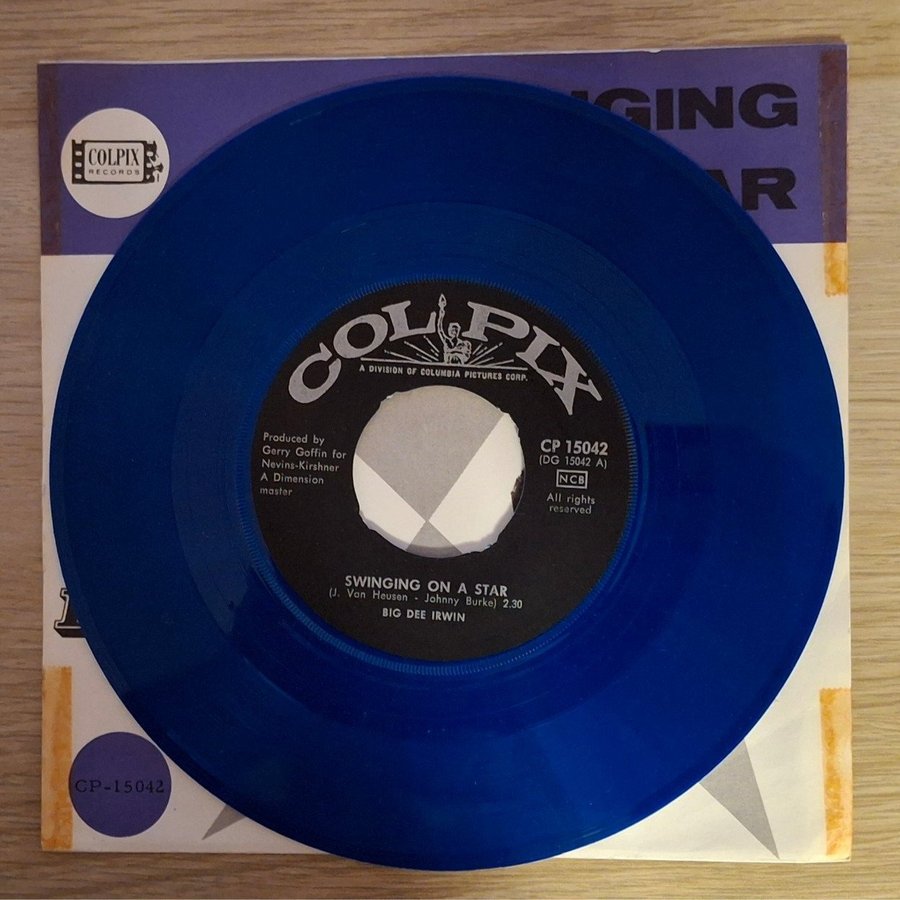 NGING
AR
COLPIX
RECORDS
COLPIX
A DIVISION OF COLUMBIA PICTURES CORP.
Produced by
Gerry Goffin for
Nevins-Kirshner
A Dimension
master
CP 15042
(DG 15042 A)
NCB
All rights
reserved
SWINGING ON A STAR
(J. Van Heusen - Johnny Burke) 2.30
BIG DEE IRWIN
CP-15042